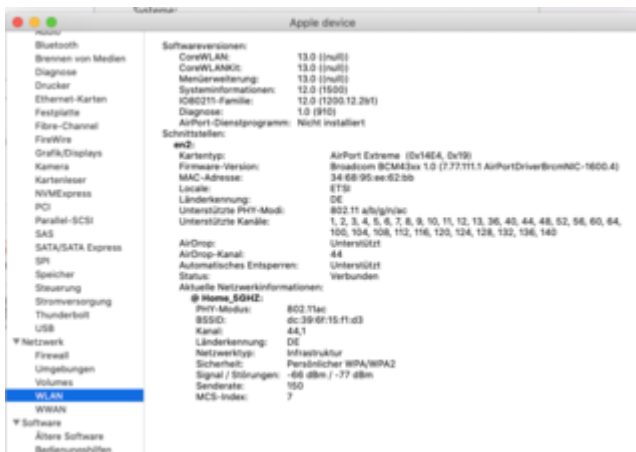 Systeme:
Apple device
Audio
Bluetooth
Brennen von Medien
Diagnose
Drucker
Ethernet-Karten
Festplatte
Fibre-Channel
FireWire
Grafik/Displays
Kamera
Kartenleser
NVMExpress
PCI
Parallel-SCSI
SAS
SATA/SATA Express
SPI
Speicher
Steuerung
Stromversorgung
Thunderbolt
USB
Netzwerk
Firewall
Umgebungen
Volumes
WLAN
WWAN
Software
Ältere Software
Bedienungshilfen
Softwareversionen:
CoreWLAN: 13.0 ((null))
CoreWLANKit: 13.0 ((null))
Menüerweiterung: 13.0 ((null))
Systeminformationen: 12.0 (1500)
IO80211-Familie: 12.0 (1200.12.2b1)
Diagnose: 1.0 (910)
AirPort-Dienstprogramm: Nicht installiert
Schnittstellen:
en2:
Kartentyp: AirPort Extreme (0x14E4, 0x19)
Firmware-Version: Broadcom BCM43xx 1.0 (7.77.111.1 AirPortDriverBrcmNIC-1600.4)
MAC-Adresse: 34:68:95:ee:62:bb
Locale: ETSI
Länderkennung: DE
Unterstützte PHY-Modi: 802.11 a/b/g/n/ac
Unterstützte Kanäle: 1, 2, 3, 4, 5, 6, 7, 8, 9, 10, 11, 12, 13, 36, 40, 44, 48, 52, 56, 60, 64,
100, 104, 108, 112, 116, 120, 124, 128, 132, 136, 140
AirDrop: Unterstützt
AirDrop-Kanal: 44
Automatisches Entsperren: Unterstützt
Status: Verbunden
Aktuelle Netzwerkinformationen:
@ Home_5GHZ:
PHY-Modus: 802.11ac
BSSID: dc:39:6f:15:f1:d3
Kanal: 44,1
Länderkennung: DE
Netzwerktyp: Infrastruktur
Sicherheit: Persönlicher WPA/WPA2
Signal / Störungen: -66 dBm / -77 dBm
Senderate: 150
MCS-Index: 7